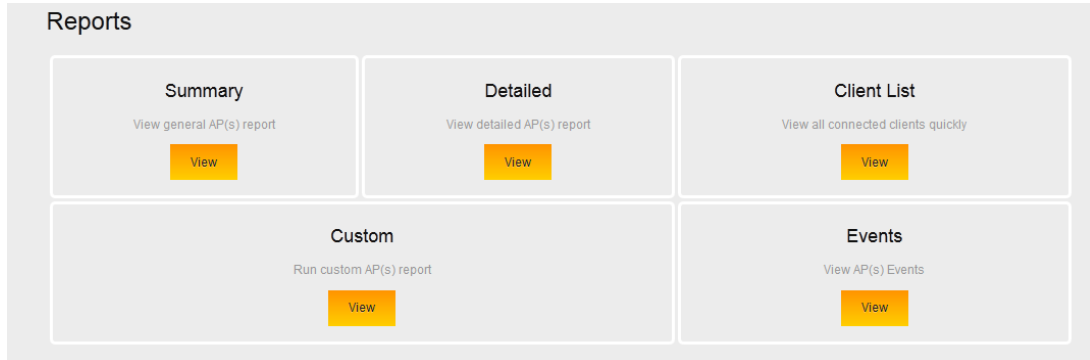 Reports
Summary
View general AP(s) report
View
Detailed
View detailed AP(s) report
View
Client List
View all connected clients quickly
View
Custom
Run custom AP(s) report
View
Events
View AP(s) Events
View